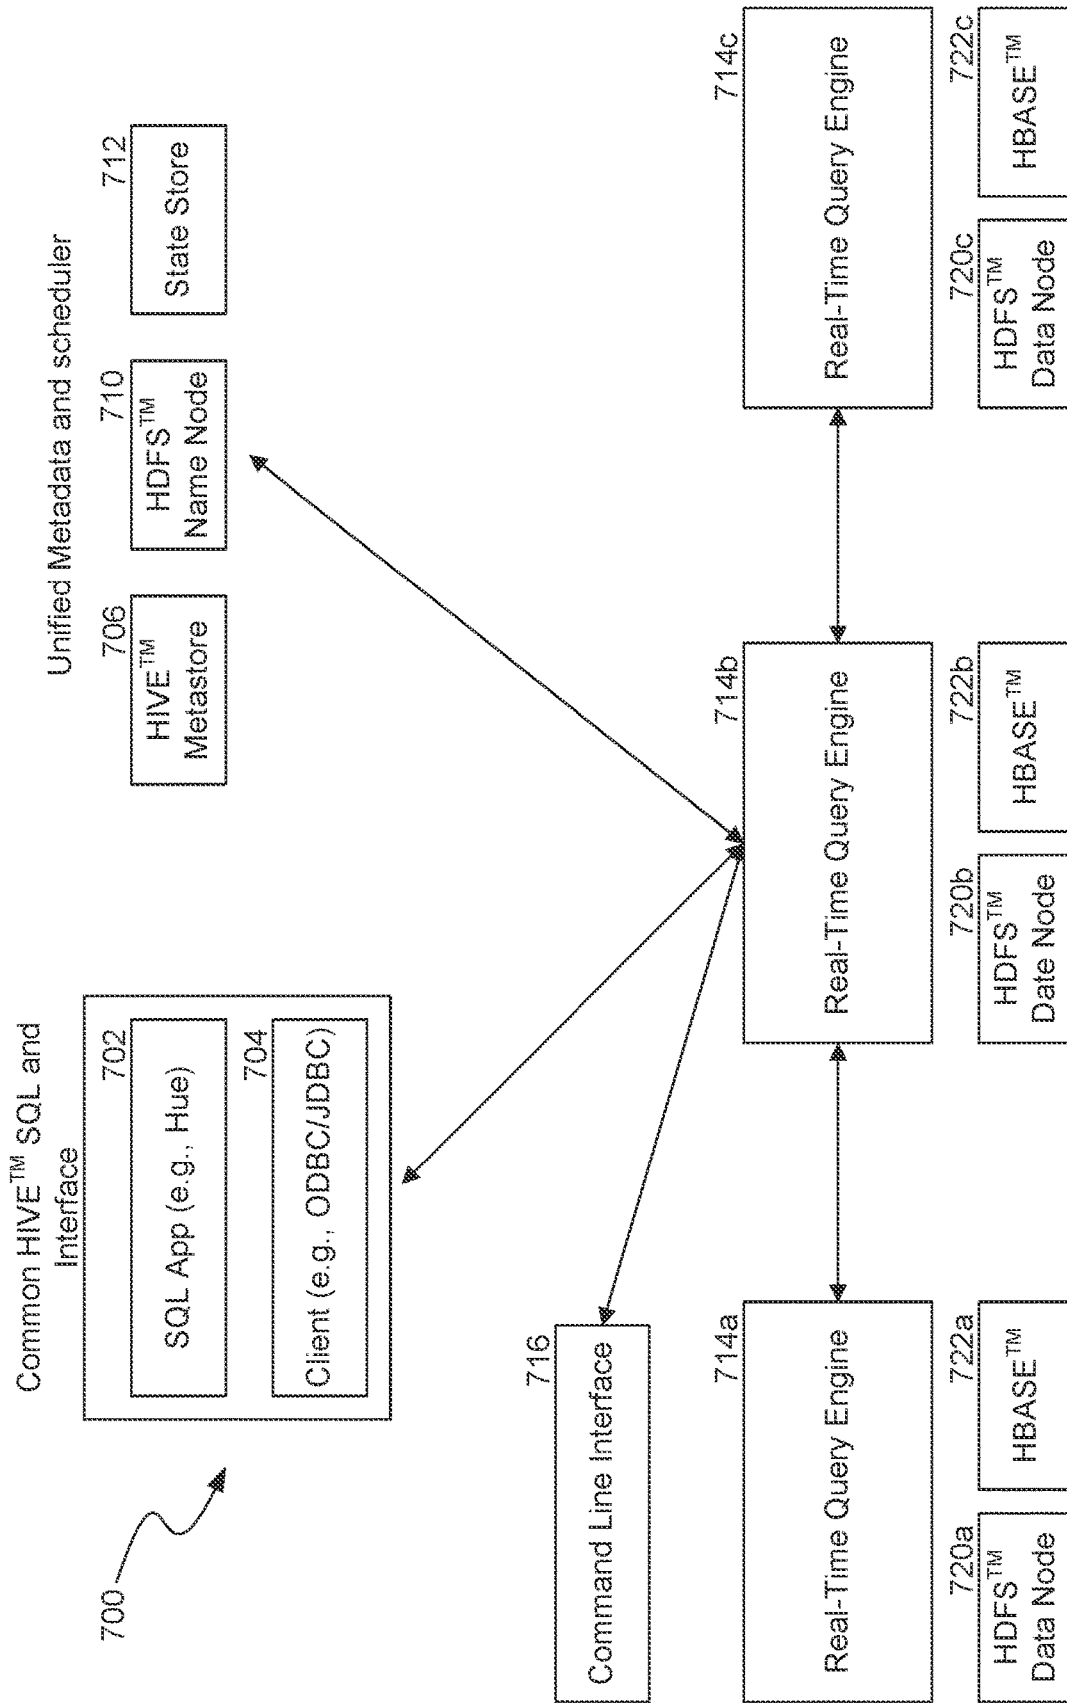 700
Common HIVE™ SQL and
Interface
702
SQL App (e.g., Hue)
704
Client (e.g., ODBC/JDBC)
Unified Metadata and scheduler
706
HIVE™
Metastore
710
HDFS™
Name Node
712
State Store
716
Command Line Interface
714a
Real-Time Query Engine
714b
Real-Time Query Engine
714c
Real-Time Query Engine
720a
HDFS™
Data Node
722a
HBASE™
720b
HDFS™
Date Node
722b
HBASE™
720c
HDFS™
Data Node
722c
HBASE™